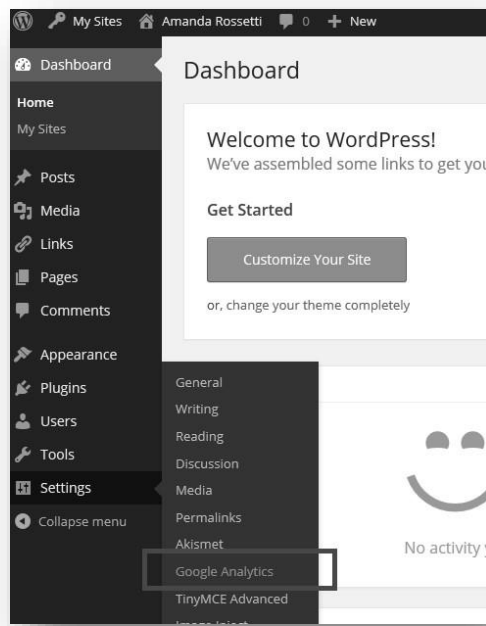 My Sites Amanda Rossetti 0 + New
Dashboard
Home
My Sites
Posts
Media
Links
Pages
Comments
Appearance
Plugins
Users
Tools
Settings
Collapse menu
Dashboard
Welcome to WordPress!
We've assembled some links to get you
Get Started
Customize Your Site
or, change your theme completely
General
Writing
Reading
Discussion
Media
Permalinks
Akismet
Google Analytics
TinyMCE Advanced
Image Inject
No activity